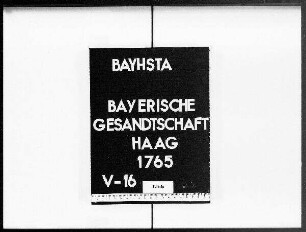 BAYHSTA
BAYERISCHE
GESANDTSCHAFT
HAAG
1765
V-16